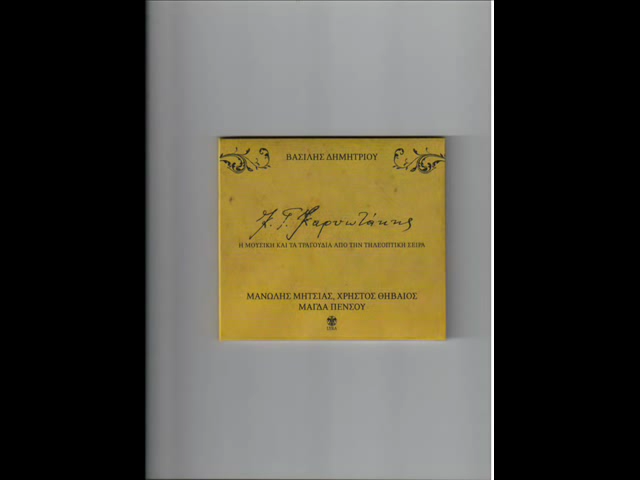 ΒΑΣΙΛΗΣ ΔΗΜΗΤΡΙΟΥ
Κ. Γ. Καρυωτάκης
Η ΜΟΥΣΙΚΗ ΚΑΙ ΤΑ ΤΡΑΓΟΥΔΙΑ ΑΠΟ ΤΗΝ ΤΗΛΕΟΠΤΙΚΗ ΣΕΙΡΑ
ΜΑΝΩΛΗΣ ΜΗΤΣΙΑΣ, ΧΡΗΣΤΟΣ ΘΗΒΑΙΟΣ
ΜΑΓΔΑ ΠΕΝΣΟΥ